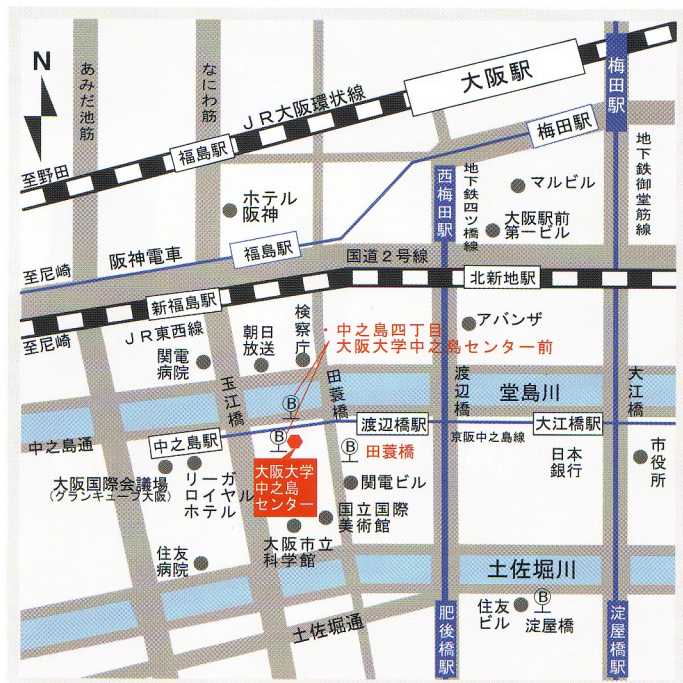 N
あみだ池筋
なにわ筋
JR大阪環状線
大阪駅
梅田駅
福島駅
梅田駅
至野田
地下鉄御堂筋線
西梅田駅
地下鉄四ツ橋線
マルビル
ホテル
阪神
大阪駅前
第一ビル
阪神電車
福島駅
国道2号線
至尼崎
北新地駅
新福島駅
JR東西線
至尼崎
朝日
放送
検察庁
・中之島四丁目
大阪大学中之島センター前
アバンザ
関電
病院
玉江橋
田蓑橋
渡辺橋
堂島川
大江橋
B
B
渡辺橋駅
大江橋駅
京阪中之島線
中之島通
中之島駅
B
田蓑橋
日本
銀行
市役所
大阪国際会議場
(グランキューブ大阪)
リーガ
ロイヤル
ホテル
大阪大学
中之島
センター
関電ビル
国立国際
美術館
大阪市立
科学館
住友
病院
土佐堀川
土佐堀通
肥後橋駅
住友
ビル
B
淀屋橋
淀屋橋駅